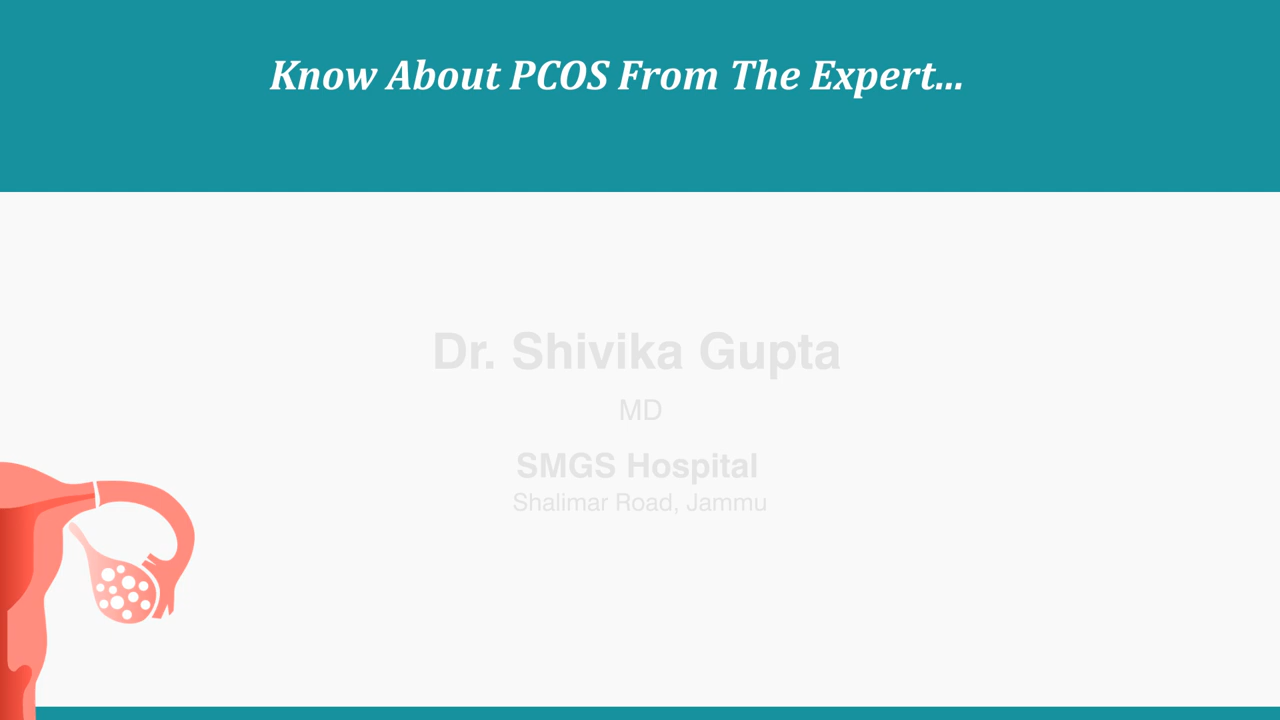 Know About PCOS From The Expert...
Dr. Shivika Gupta
MD
SMGS Hospital
Shalimar Road, Jammu